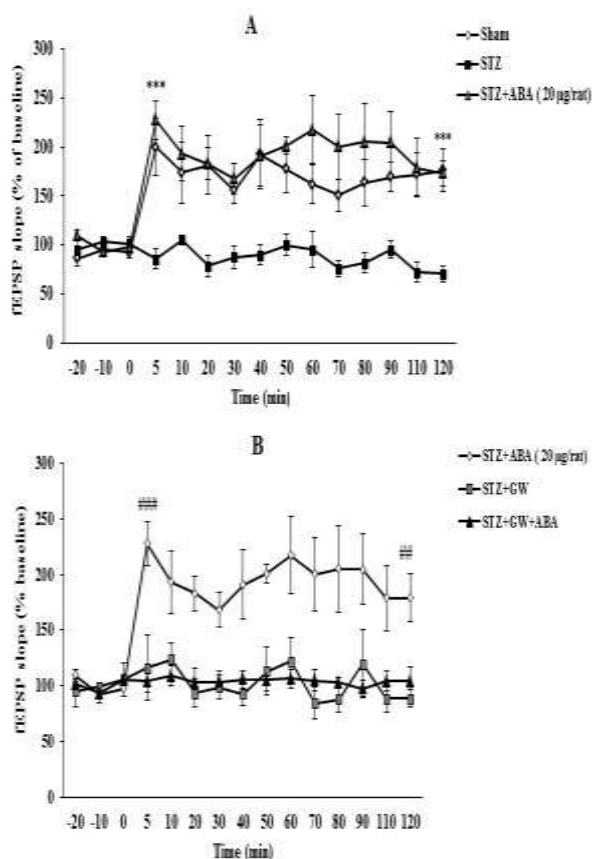 A
Sham
STZ
STZ+ABA ( 20 µg/rat)
fEPSP slope (% of baseline)
300
250
200
150
100
50
0
***
***
-20 -10 0 5 10 20 30 40 50 60 70 80 90 110 120
Time (min)
B
STZ+ABA ( 20 µg/rat)
STZ+GW
STZ+GW+ABA
fEPSP slope (% baseline)
300
250
200
150
100
50
0
###
##
-20 -10 0 5 10 20 30 40 50 60 70 80 90 110 120
Time (min)